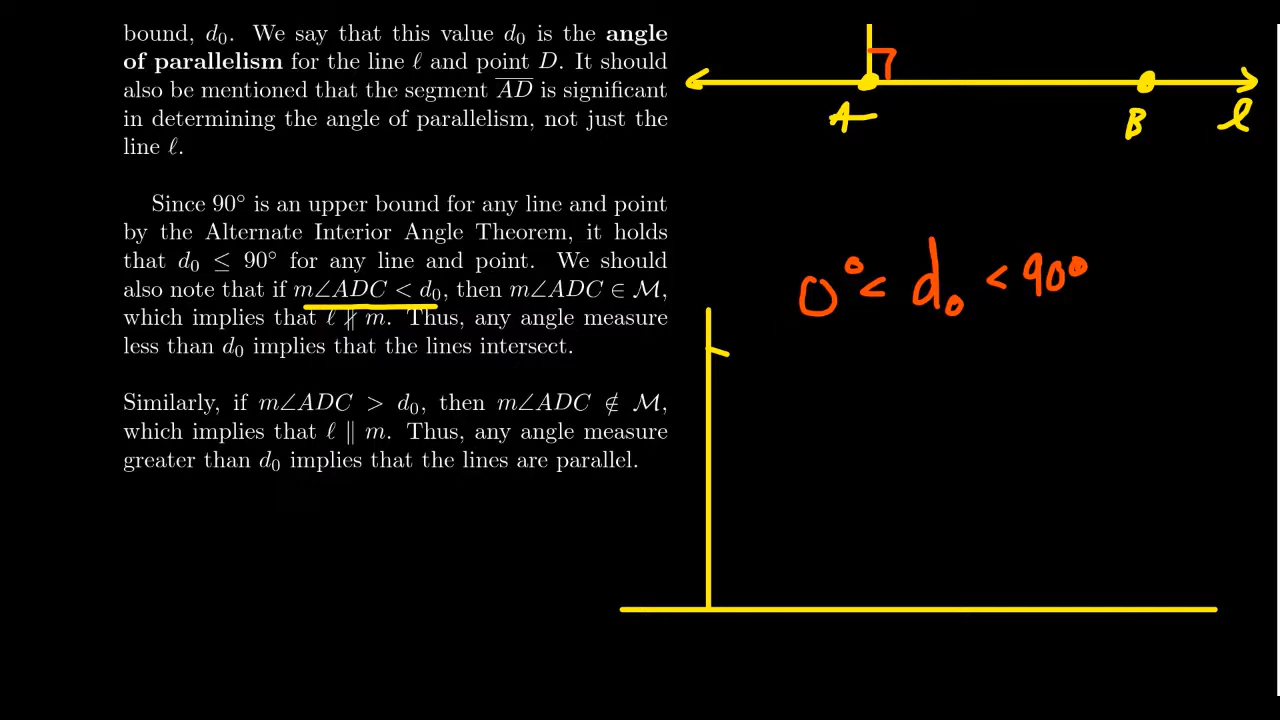 bound, d₀. We say that this value d₀ is the angle
of parallelism for the line ℓ and point D. It should
also be mentioned that the segment A̅D̅ is significant
in determining the angle of parallelism, not just the
line ℓ.
Since 90° is an upper bound for any line and point
by the Alternate Interior Angle Theorem, it holds
that d₀ ≤ 90° for any line and point. We should
also note that if m∠ADC < d₀, then m∠ADC ∈ ℳ,
which implies that ℓ ∦ m. Thus, any angle measure
less than d₀ implies that the lines intersect.
Similarly, if m∠ADC > d₀, then m∠ADC ∉ ℳ,
which implies that ℓ ∥ m. Thus, any angle measure
greater than d₀ implies that the lines are parallel.
A B ℓ
0° < d₀ < 90°